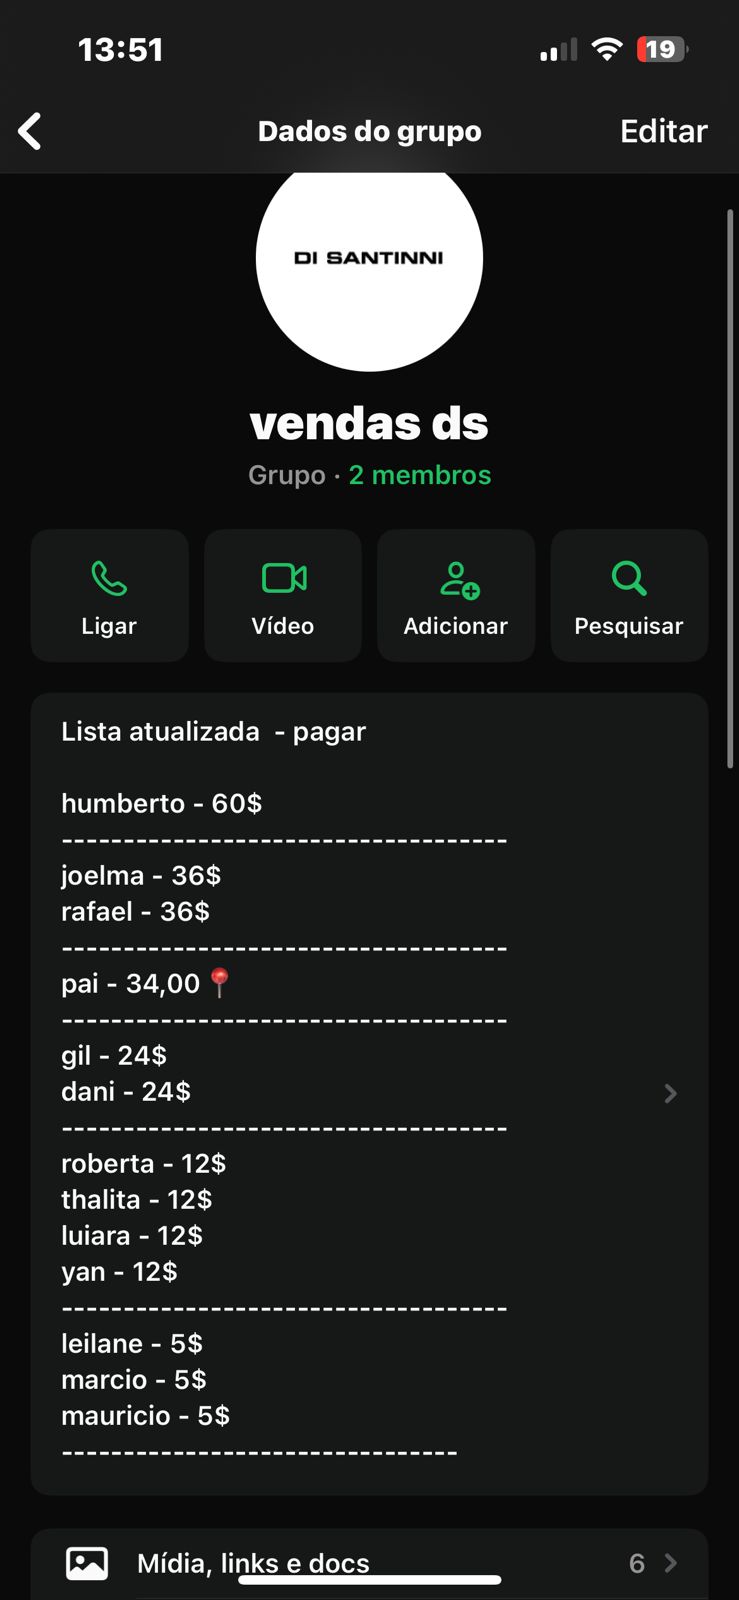 13:51
19
Dados do grupo
Editar
DI SANTINNI
vendas ds
Grupo · 2 membros
Ligar
Vídeo
Adicionar
Pesquisar
Lista atualizada  - pagar
humberto - 60$
----------------------------------
joelma - 36$
rafael - 36$
----------------------------------
pai - 34,00📍
----------------------------------
gil - 24$
dani - 24$
----------------------------------
roberta - 12$
thalita - 12$
luiara - 12$
yan - 12$
----------------------------------
leilane - 5$
marcio - 5$
mauricio - 5$
------------------------------
Mídia, links e docs
6